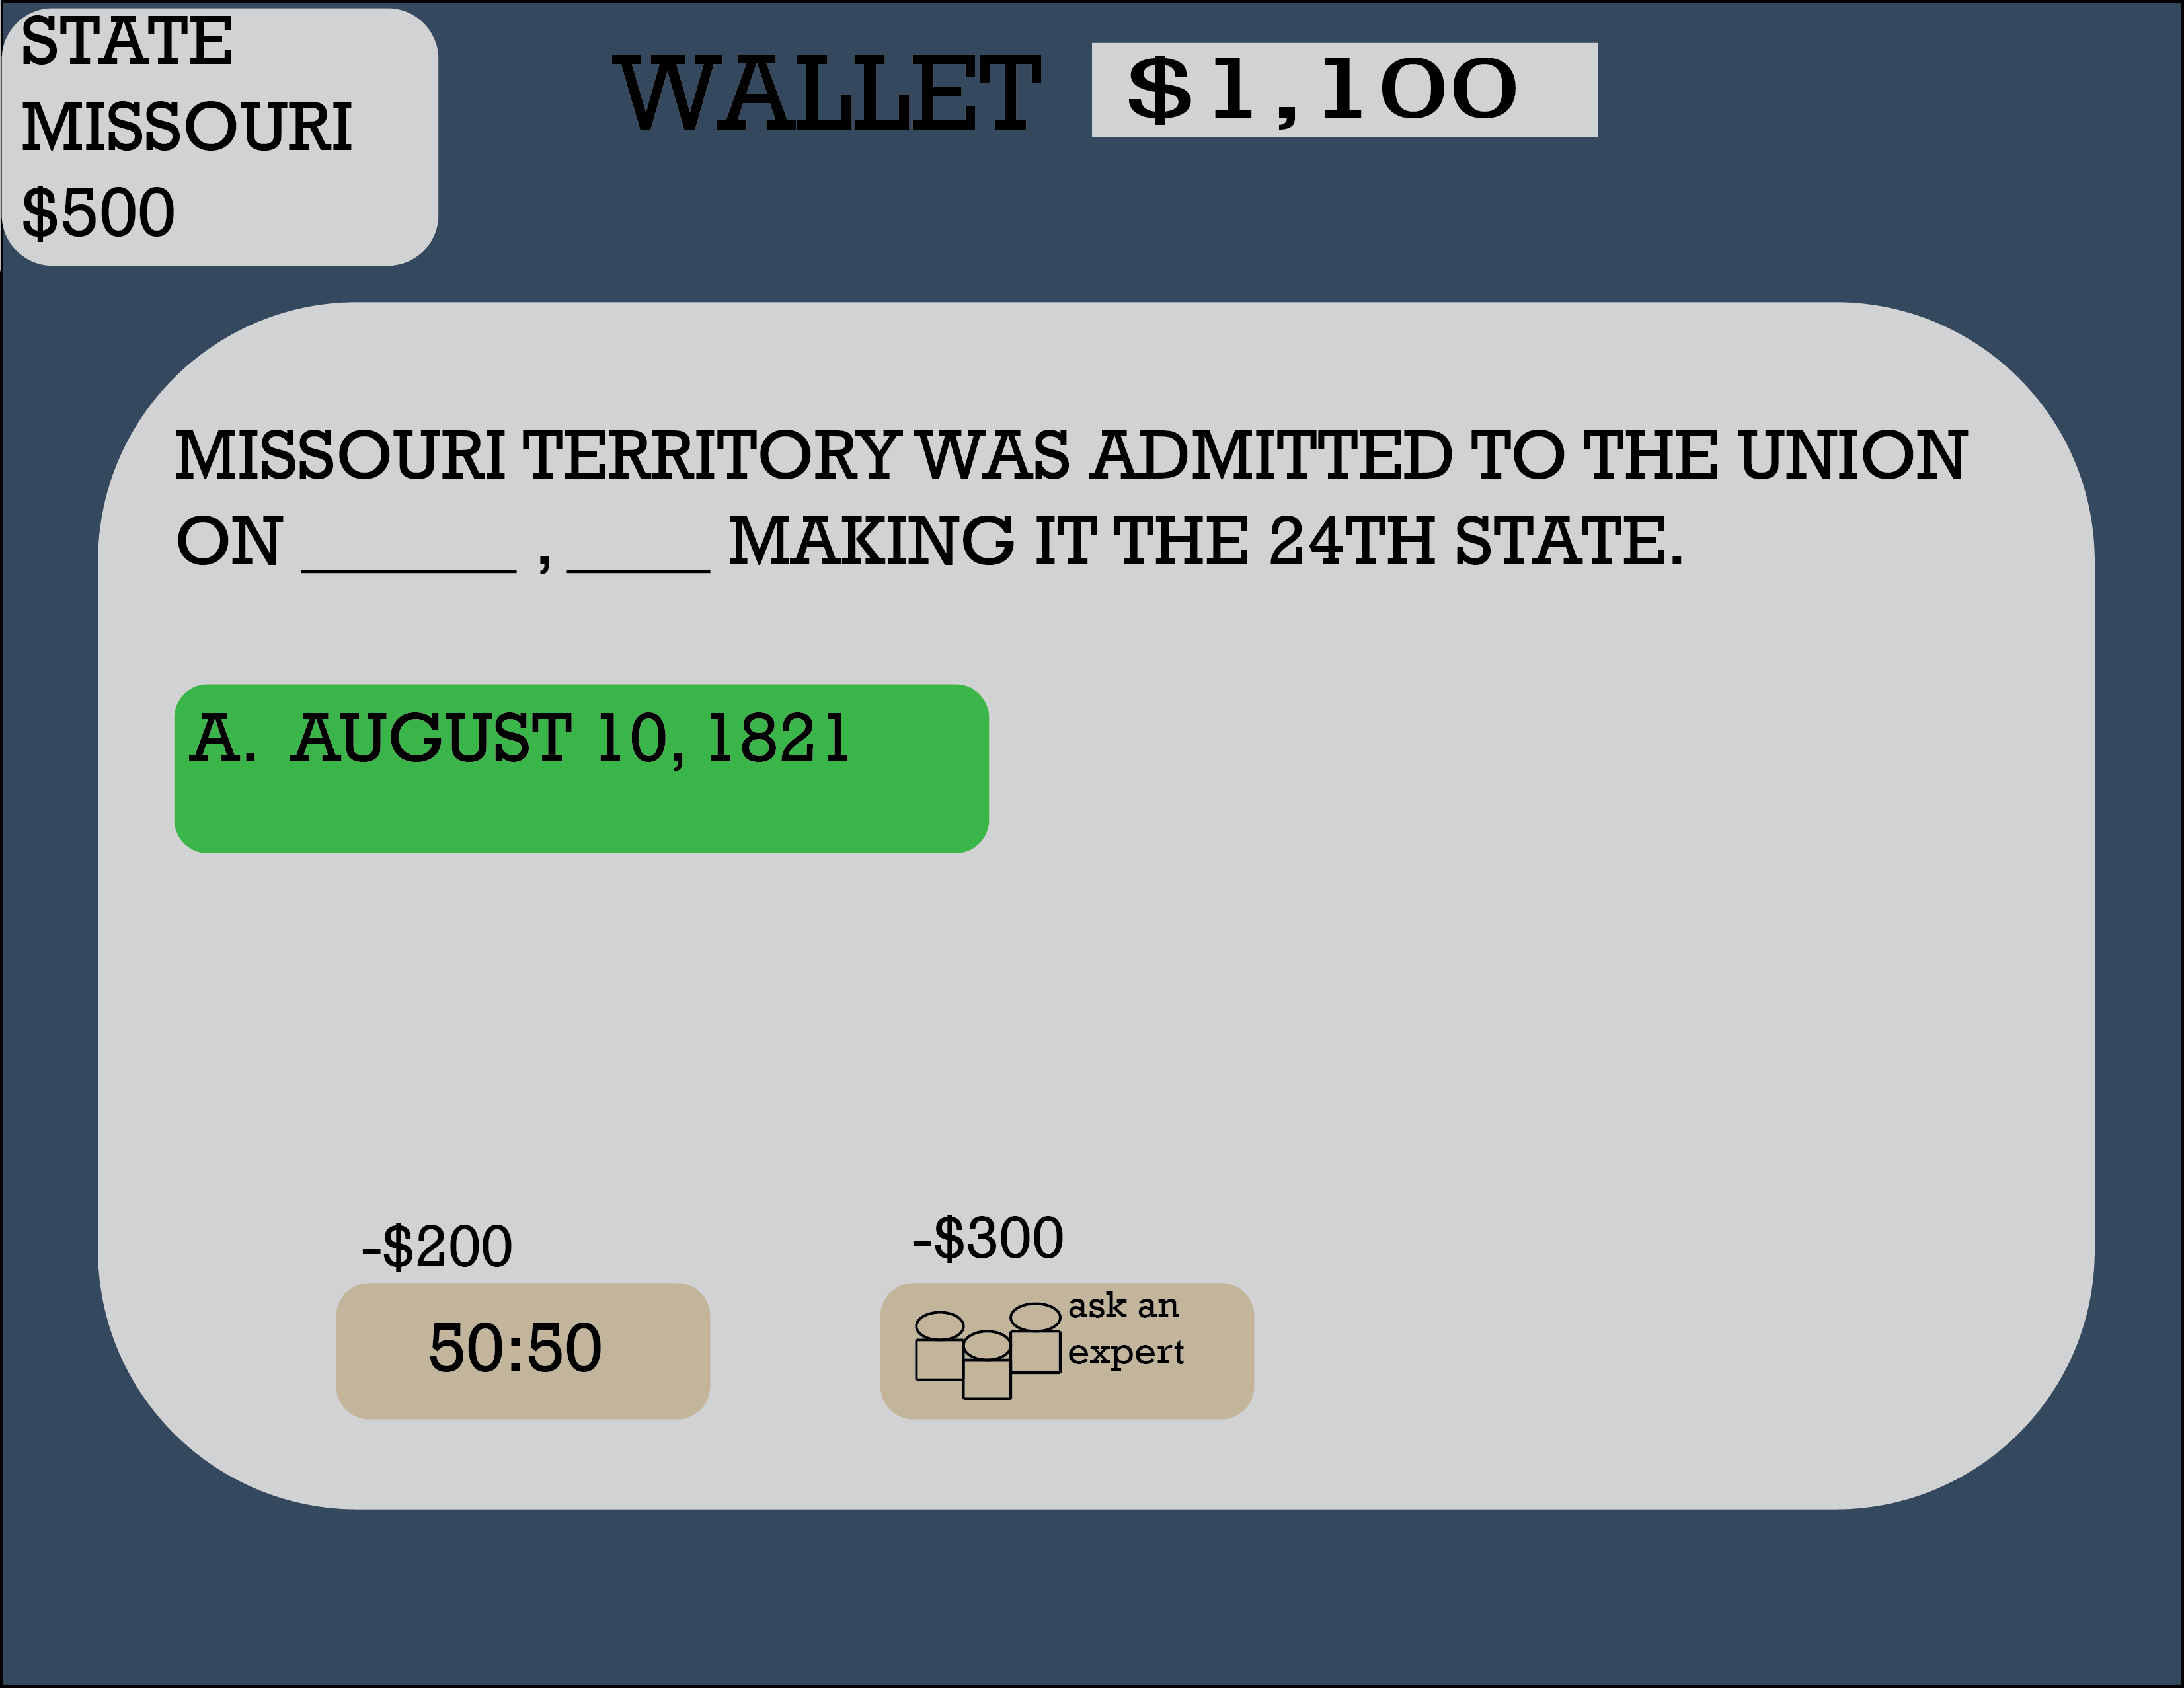 STATE
MISSOURI
$500
WALLET $1,100
MISSOURI TERRITORY WAS ADMITTED TO THE UNION
ON ______ , ____ MAKING IT THE 24TH STATE.
A. AUGUST 10, 1821
-$200
-$300
50:50
ask an
expert